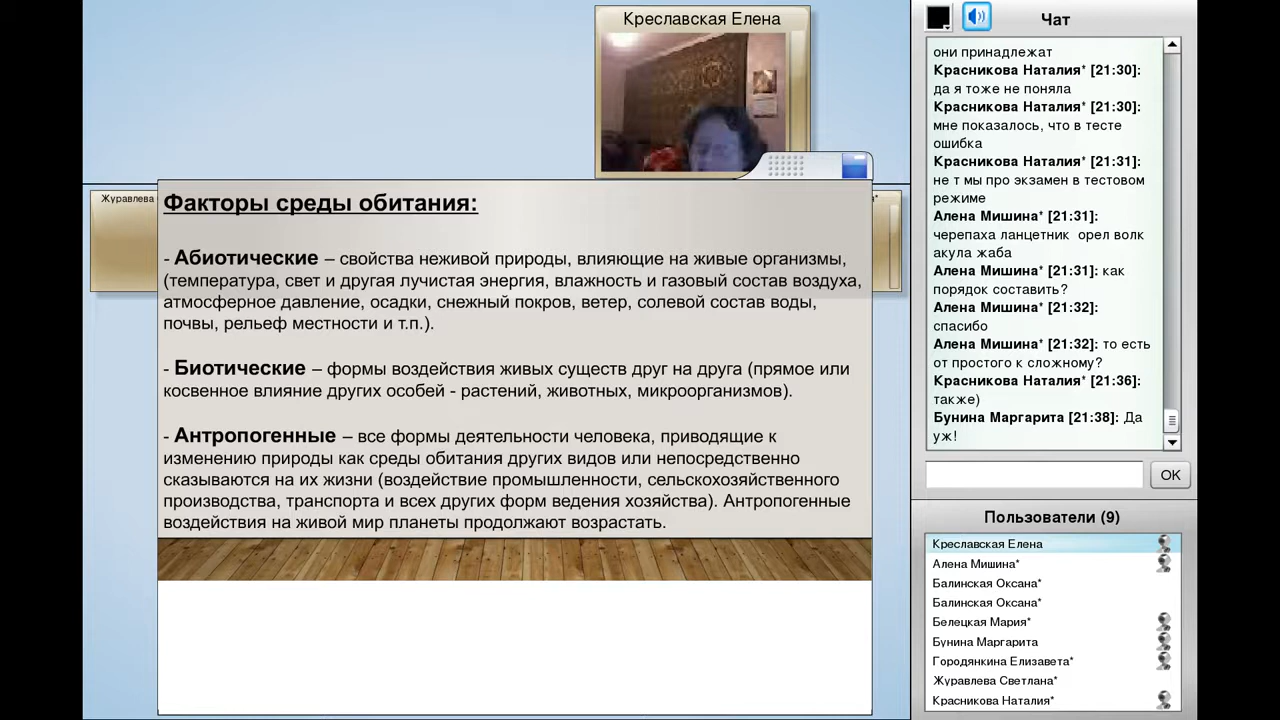 Креславская Елена
Журавлева
Факторы среды обитания:
- Абиотические – свойства неживой природы, влияющие на живые организмы,
(температура, свет и другая лучистая энергия, влажность и газовый состав воздуха,
атмосферное давление, осадки, снежный покров, ветер, солевой состав воды,
почвы, рельеф местности и т.п.).
- Биотические – формы воздействия живых существ друг на друга (прямое или
косвенное влияние других особей - растений, животных, микроорганизмов).
- Антропогенные – все формы деятельности человека, приводящие к
изменению природы как среды обитания других видов или непосредственно
сказываются на их жизни (воздействие промышленности, сельскохозяйственного
производства, транспорта и всех других форм ведения хозяйства). Антропогенные
воздействия на живой мир планеты продолжают возрастать.
Чат
они принадлежат
Красникова Наталия* [21:30]:
да я тоже не поняла
Красникова Наталия* [21:30]:
мне показалось, что в тесте
ошибка
Красникова Наталия* [21:31]:
не т мы про экзамен в тестовом
режиме
Алена Мишина* [21:31]:
черепаха ланцетник орел волк
акула жаба
Алена Мишина* [21:31]: как
порядок составить?
Алена Мишина* [21:32]:
спасибо
Алена Мишина* [21:32]: то есть
от простого к сложному?
Красникова Наталия* [21:36]:
также)
Бунина Маргарита [21:38]: Да
уж!
OK
Пользователи (9)
Креславская Елена
Алена Мишина*
Балинская Оксана*
Балинская Оксана*
Белецкая Мария*
Бунина Маргарита
Городянкина Елизавета*
Журавлева Светлана*
Красникова Наталия*